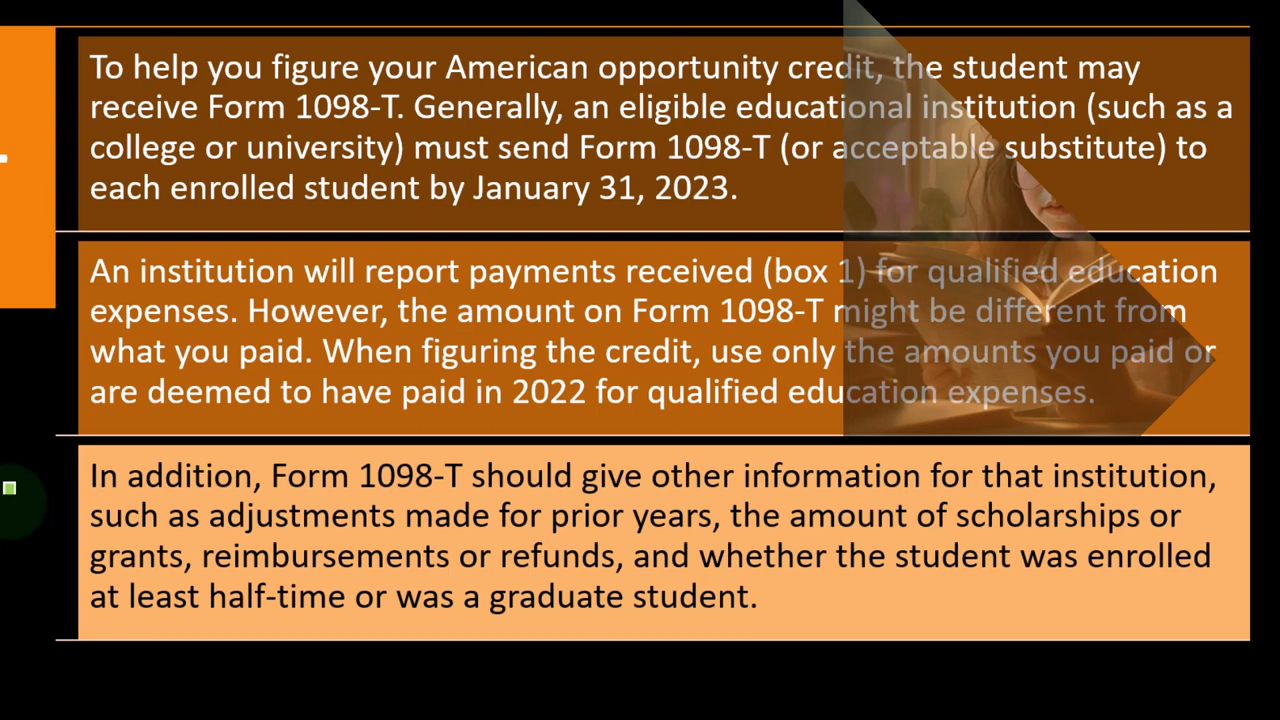 To help you figure your American opportunity credit, the student may
receive Form 1098-T. Generally, an eligible educational institution (such as a
college or university) must send Form 1098-T (or acceptable substitute) to
each enrolled student by January 31, 2023.
An institution will report payments received (box 1) for qualified education
expenses. However, the amount on Form 1098-T might be different from
what you paid. When figuring the credit, use only the amounts you paid or
are deemed to have paid in 2022 for qualified education expenses.
In addition, Form 1098-T should give other information for that institution,
such as adjustments made for prior years, the amount of scholarships or
grants, reimbursements or refunds, and whether the student was enrolled
at least half-time or was a graduate student.